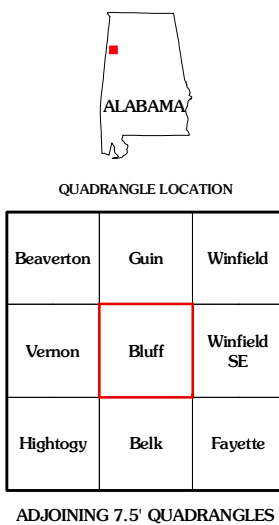 ALABAMA
QUADRANGLE LOCATION
Beaverton Guin Winfield
Vernon Bluff Winfield SE
Hightogy Belk Fayette
ADJOINING 7.5' QUADRANGLES